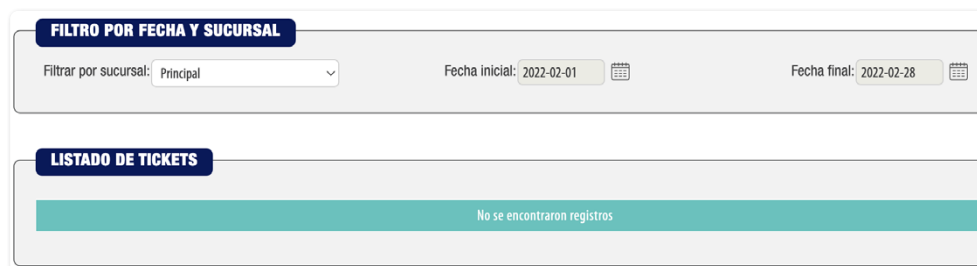 FILTRO POR FECHA Y SUCURSAL
Filtrar por sucursal: Principal Fecha inicial: 2022-02-01 Fecha final: 2022-02-28
LISTADO DE TICKETS
No se encontraron registros